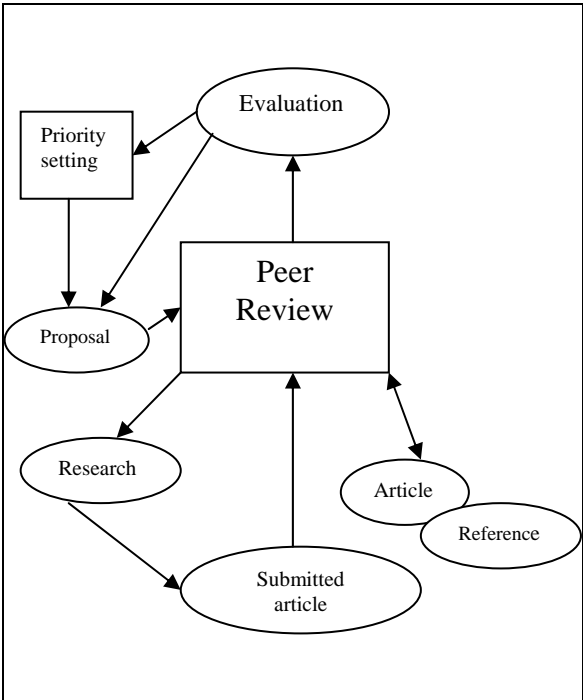 Evaluation
Priority
setting
Peer
Review
Proposal
Research
Article
Reference
Submitted
article